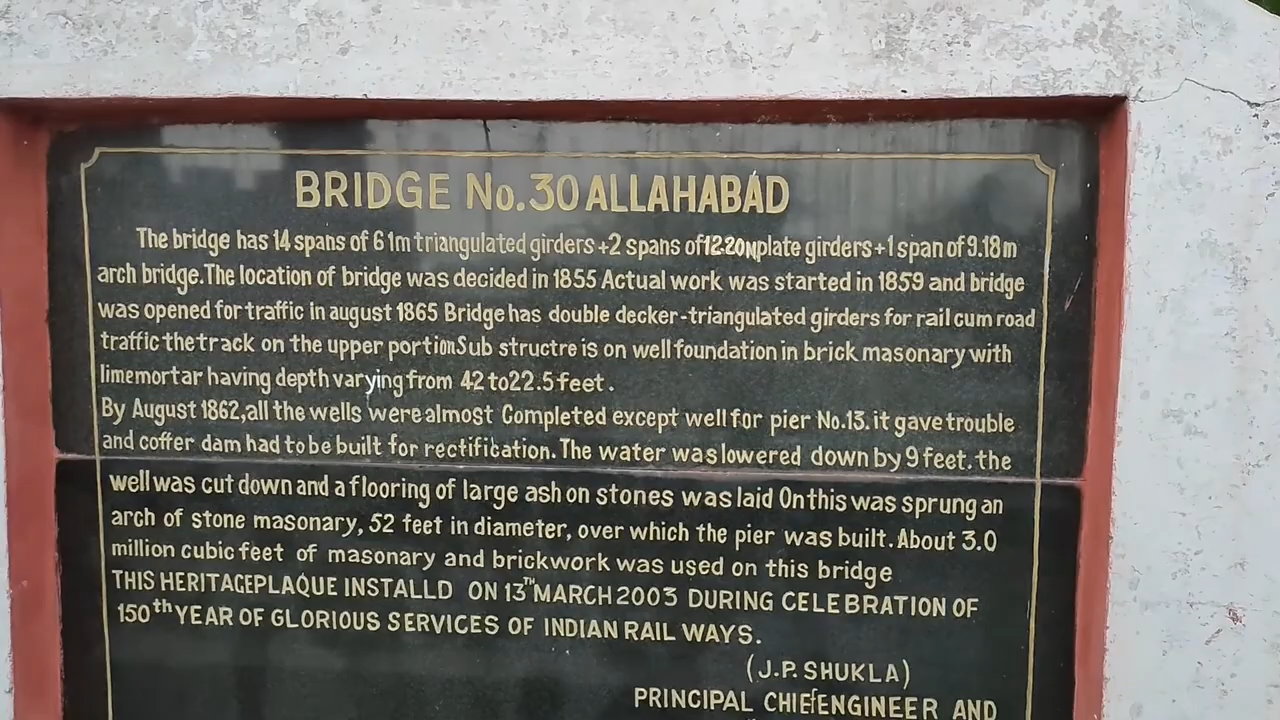 BRIDGE No.30 ALLAHABAD
The bridge has 14 spans of 61m triangulated girders +2 spans of 12.20M plate girders +1 span of 9.18m
arch bridge. The location of bridge was decided in 1855 Actual work was started in 1859 and bridge
was opened for traffic in august 1865 Bridge has double decker-triangulated girders for rail cum road
traffic the track on the upper portion Sub structre is on well foundation in brick masonary with
limemortar having depth varying from 42 to 22.5 feet.
By August 1862, all the wells were almost Completed except well for pier No.13. it gave trouble
and coffer dam had to be built for rectification. The water was lowered down by 9 feet. the
well was cut down and a flooring of large ash on stones was laid On this was sprung an
arch of stone masonary, 52 feet in diameter, over which the pier was built. About 3.0
million cubic feet of masonary and brickwork was used on this bridge
THIS HERITAGE PLAQUE INSTALLD ON 13TH MARCH 2003 DURING CELEBRATION OF
150th YEAR OF GLORIOUS SERVICES OF INDIAN RAIL WAYS.
(J.P. SHUKLA)
PRINCIPAL CHIEf ENGINEER AND